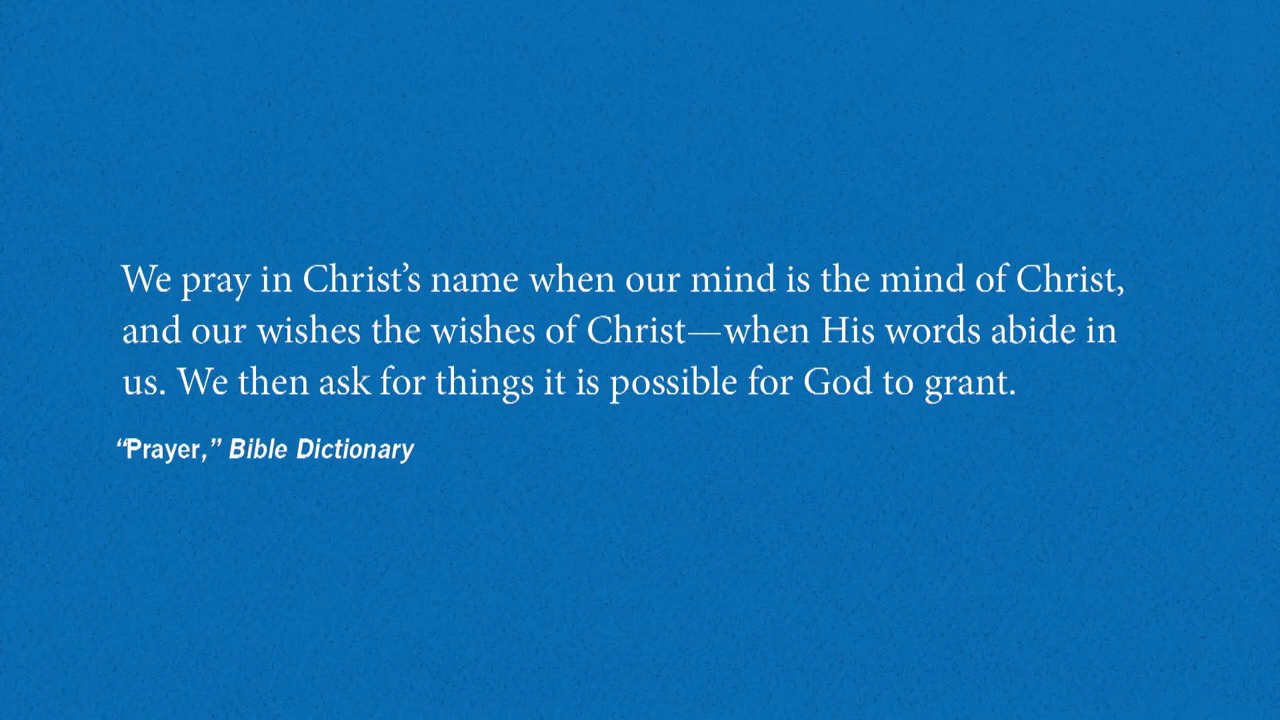 We pray in Christ’s name when our mind is the mind of Christ,
and our wishes the wishes of Christ—when His words abide in
us. We then ask for things it is possible for God to grant.
“Prayer,” Bible Dictionary